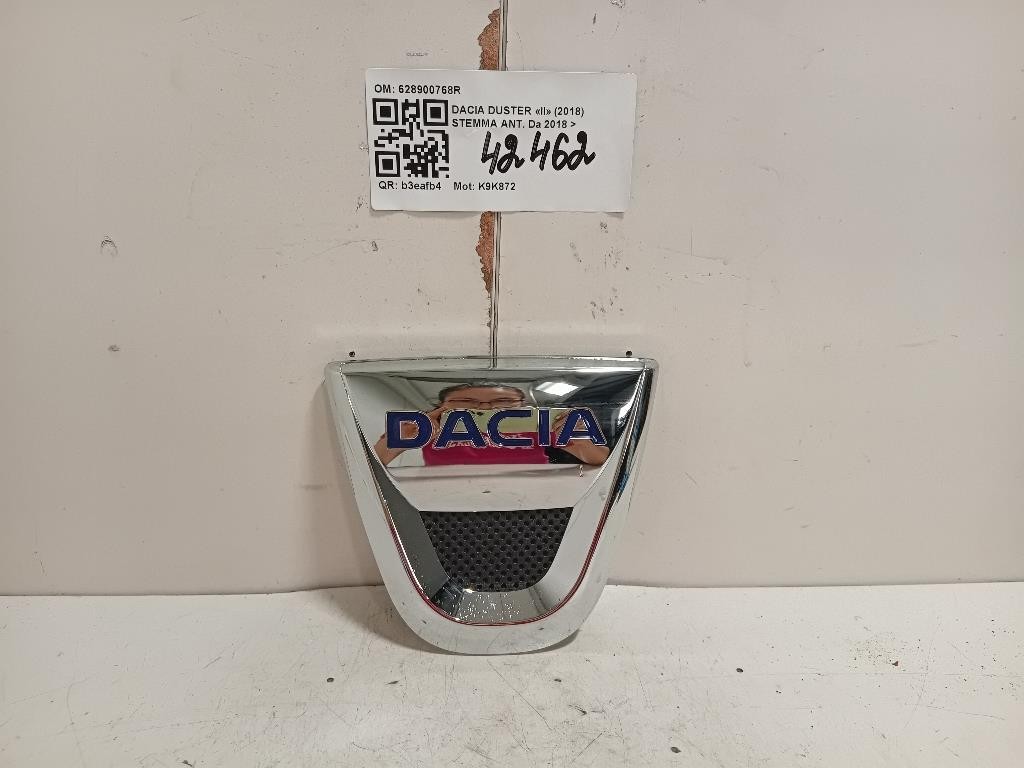 OM: 628900768R
DACIA DUSTER «II» (2018)
STEMMA ANT. Da 2018 >
42462
QR: b3eafb4 Mot: K9K872
DACIA